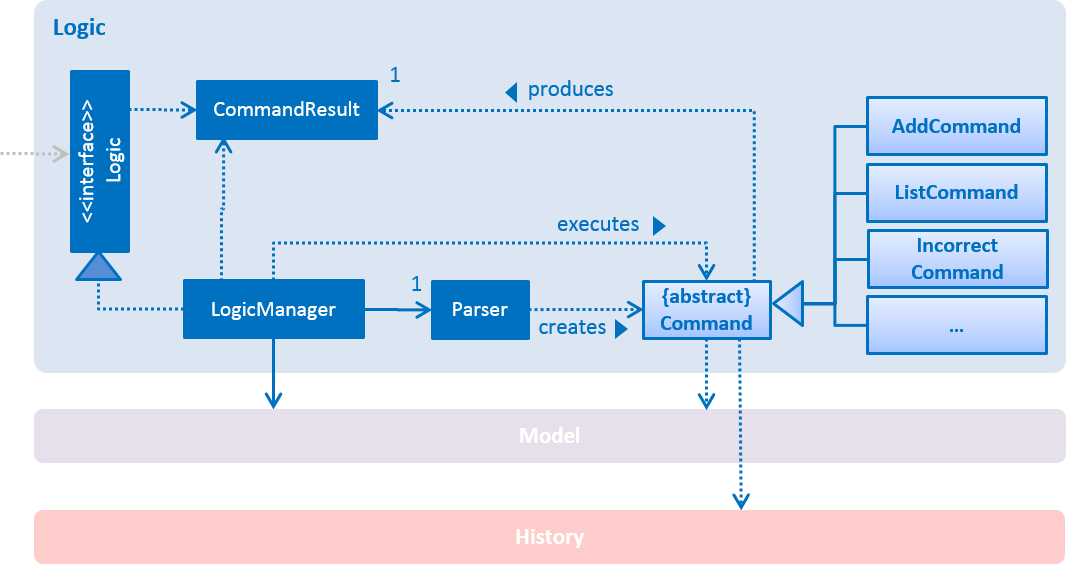 Logic
<<interface>>
Logic
CommandResult
1
produces
AddCommand
ListCommand
executes
Incorrect
Command
LogicManager
1
Parser
creates
{abstract}
Command
...
Model
History